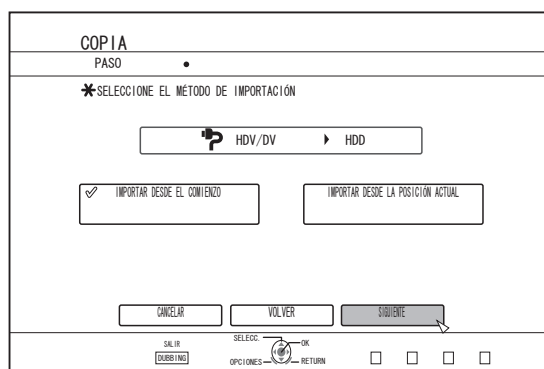 COPIA
PASO
SELECCIONE EL MÉTODO DE IMPORTACIÓN
HDV/DV HDD
IMPORTAR DESDE EL COMIENZO
IMPORTAR DESDE LA POSICIÓN ACTUAL
CANCELAR
VOLVER
SIGUIENTE
SALIR
DUBBING
SELECC.
OK
OPCIONES
RETURN